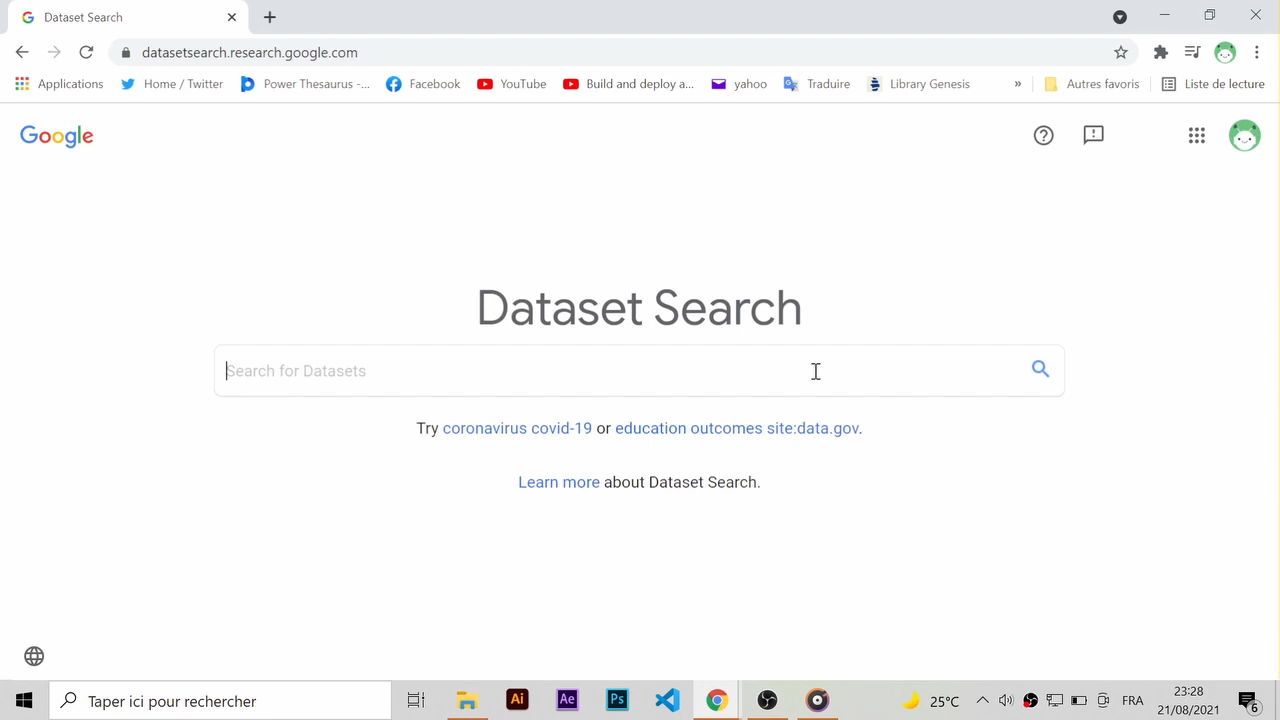 Dataset Search
datasetsearch.research.google.com
Applications Home / Twitter Power Thesaurus -... Facebook YouTube Build and deploy a... yahoo Traduire Library Genesis » Autres favoris Liste de lecture
Google
Dataset Search
Search for Datasets
Try coronavirus covid-19 or education outcomes site:data.gov.
Learn more about Dataset Search.
Taper ici pour rechercher Ai Ae Ps 25°C FRA 23:28
21/08/2021 6